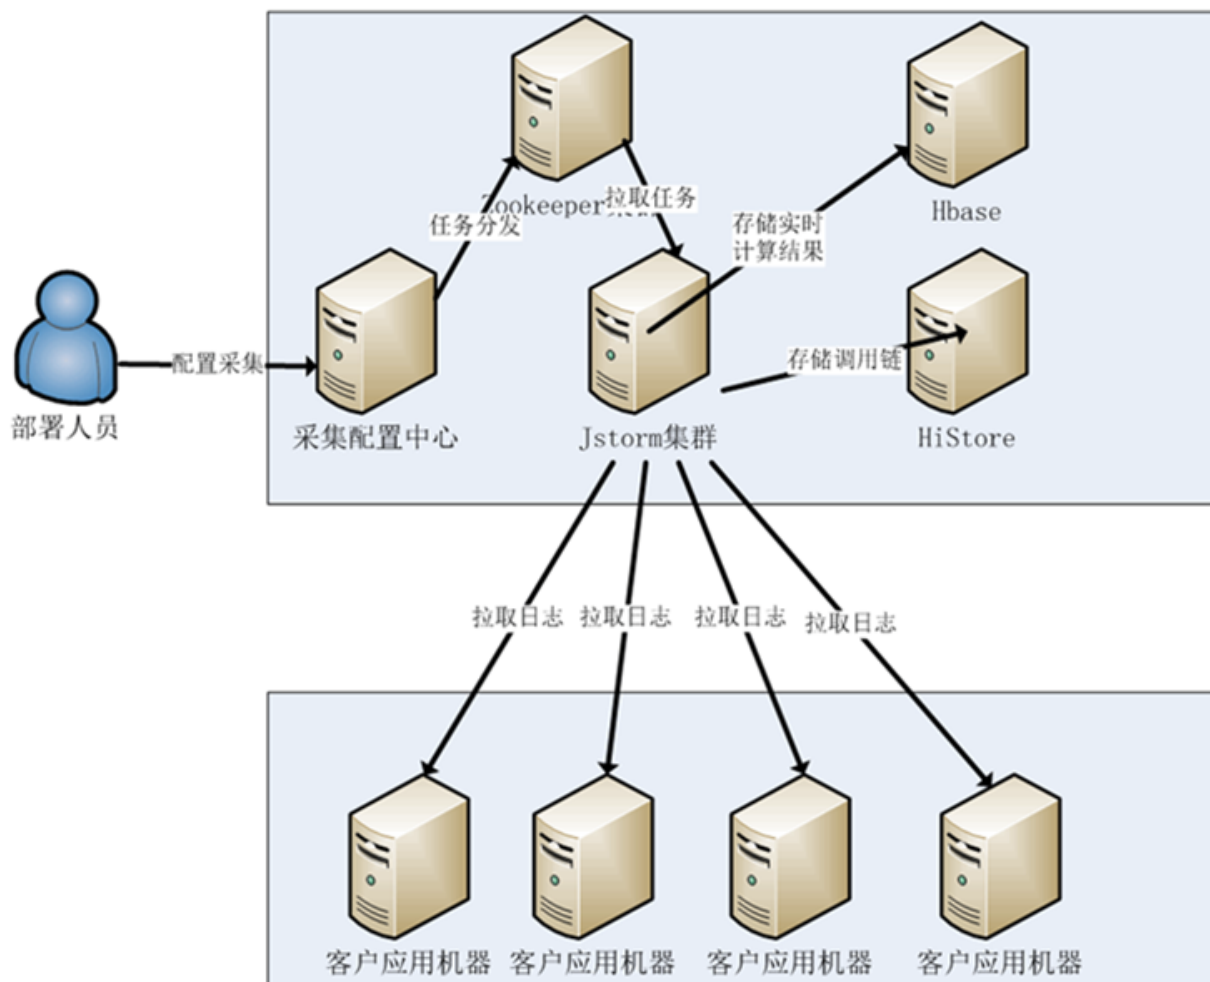 Zookeeper
拉取任务
任务分发
存储实时
计算结果
Hbase
配置采集
存储调用链
部署人员
采集配置中心
Jstorm集群
HiStore
拉取日志
拉取日志
拉取日志
拉取日志
客户应用机器
客户应用机器
客户应用机器
客户应用机器